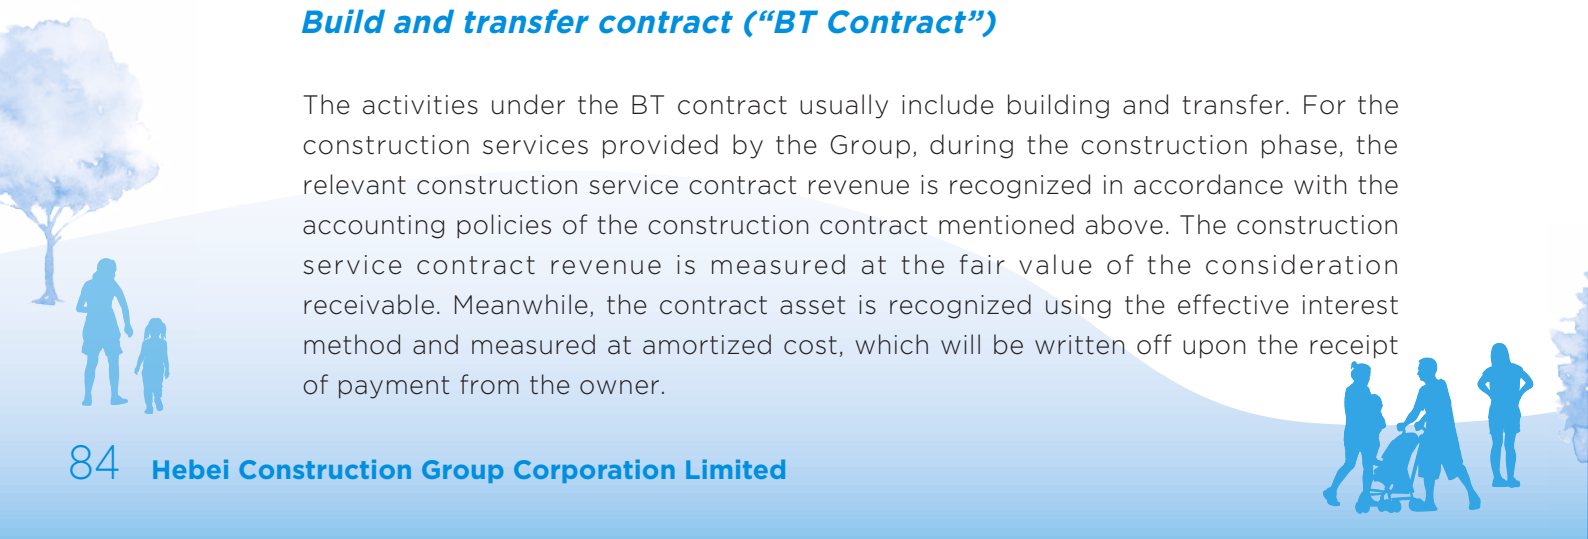 Build and transfer contract (“BT Contract”)
The activities under the BT contract usually include building and transfer. For the
construction services provided by the Group, during the construction phase, the
relevant construction service contract revenue is recognized in accordance with the
accounting policies of the construction contract mentioned above. The construction
service contract revenue is measured at the fair value of the consideration
receivable. Meanwhile, the contract asset is recognized using the effective interest
method and measured at amortized cost, which will be written off upon the receipt
of payment from the owner.
84 Hebei Construction Group Corporation Limited